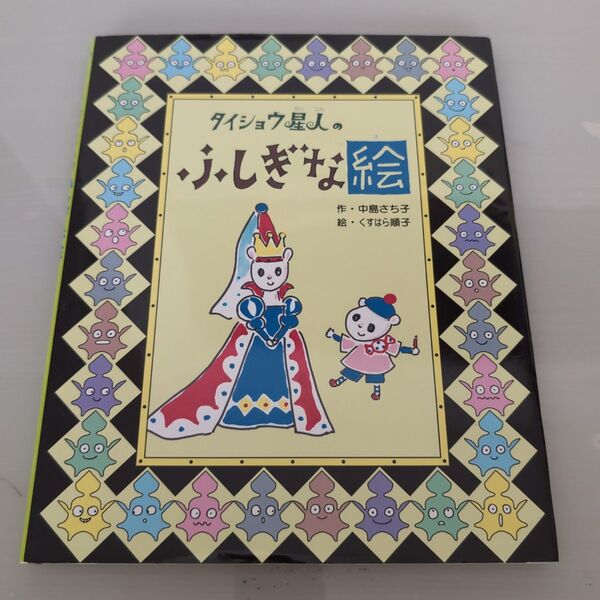 タイショウ星人の
ふしぎな絵
作・中島さち子
絵・くすはら順子